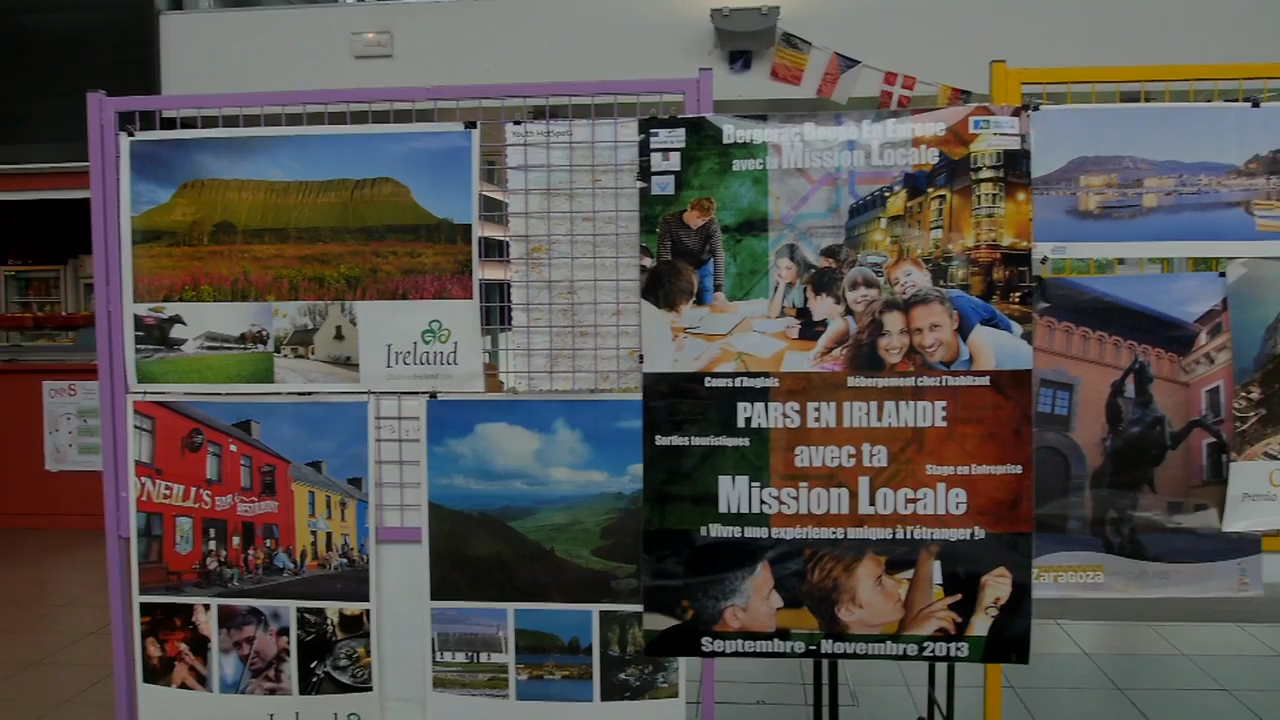 Youth HotSpots
Ireland
O'NEILL'S BAR RESTAURANT
Ireland
Bergerac Bouge En Europe
avec la Mission Locale
Cours d'Anglais
Hébergement chez l'habitant
PARS EN IRLANDE
Sorties touristiques
avec ta
Stage en Entreprise
Mission Locale
« Vivre une expérience unique à l'étranger !»
Septembre - Novembre 2013
Zaragoza